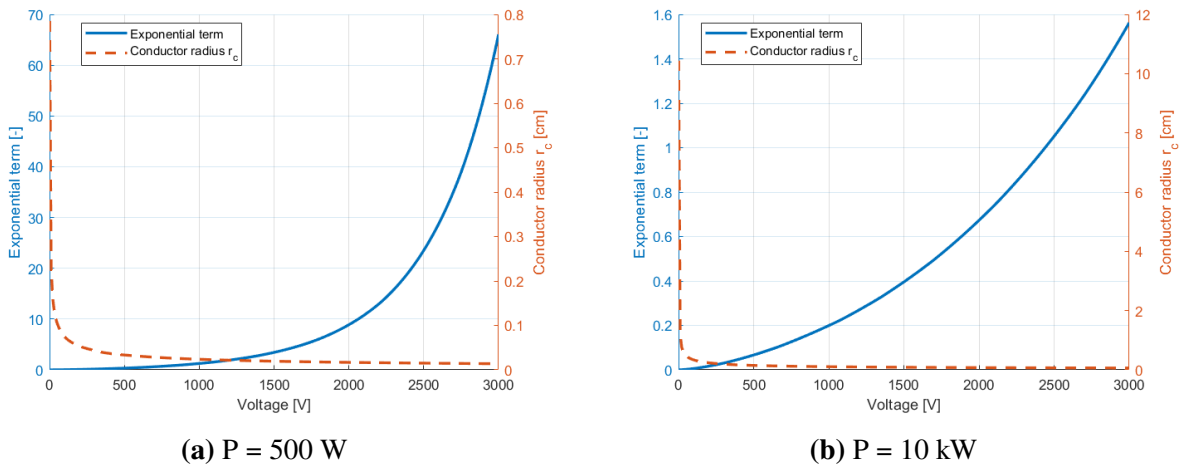 Exponential term
Conductor radius r_c
70
60
50
40
30
20
10
0
Exponential term [-]
0.8
0.7
0.6
0.5
0.4
0.3
0.2
0.1
0
Conductor radius r_c [cm]
0 500 1000 1500 2000 2500 3000
Voltage [V]
(a) P = 500 W
Exponential term
Conductor radius r_c
1.6
1.4
1.2
1
0.8
0.6
0.4
0.2
0
Exponential term [-]
12
10
8
6
4
2
0
Conductor radius r_c [cm]
0 500 1000 1500 2000 2500 3000
Voltage [V]
(b) P = 10 kW